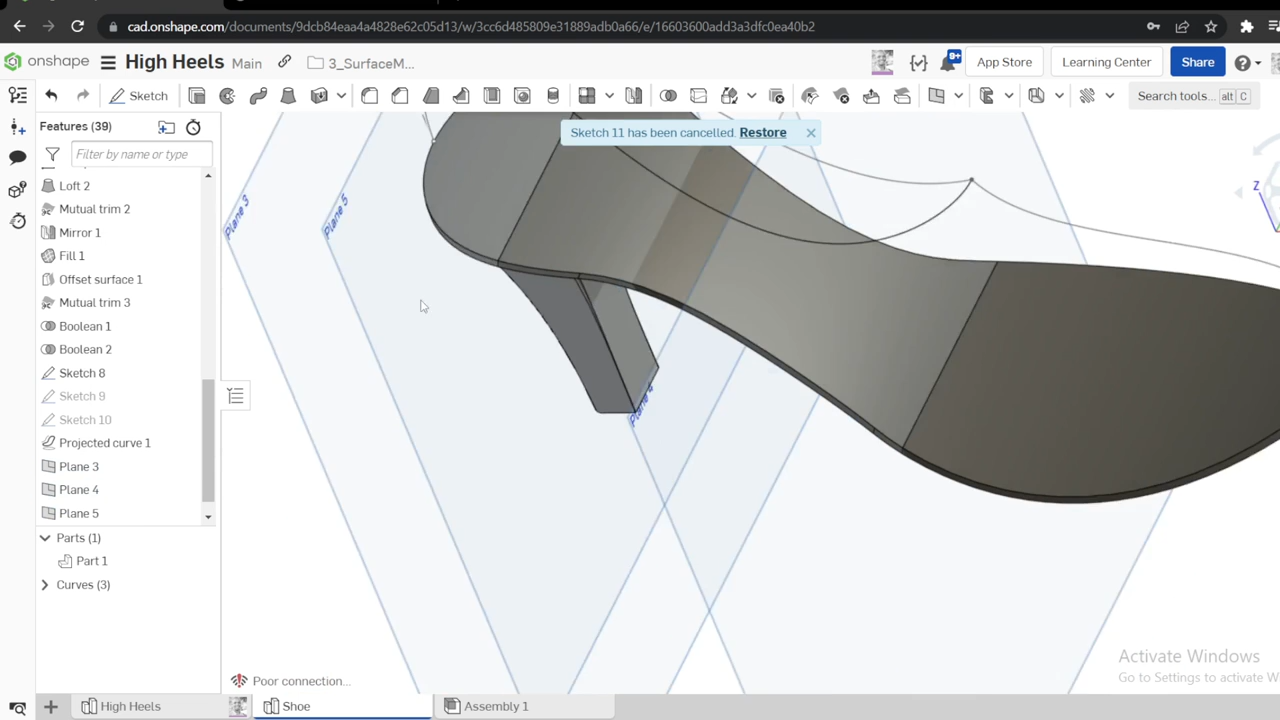 cad.onshape.com/documents/9dcb84eaa4a4828e62c05d13/w/3cc6d485809e31889adb0a66/e/16603600add3a3dfc0ea40b2
onshape High Heels Main 3_SurfaceM... 9+ App Store Learning Center Share
Sketch Search tools... alt C
Features (39)
Sketch 11 has been cancelled. Restore
Filter by name or type
Loft 2
Mutual trim 2
Mirror 1
Fill 1
Offset surface 1
Mutual trim 3
Boolean 1
Boolean 2
Sketch 8
Sketch 9
Sketch 10
Projected curve 1
Plane 3
Plane 4
Plane 5
Parts (1)
Part 1
Curves (3)
Plane 3
Plane 5
Plane 4
Z
Activate Windows
Go to Settings to activate W
Poor connection...
High Heels Shoe Assembly 1